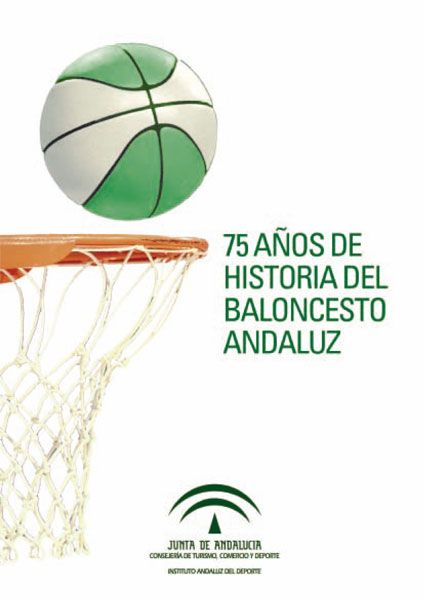 75 AÑOS DE
HISTORIA DEL
BALONCESTO
ANDALUZ
JUNTA DE ANDALUCIA
CONSEJERÍA DE TURISMO, COMERCIO Y DEPORTE
INSTITUTO ANDALUZ DEL DEPORTE